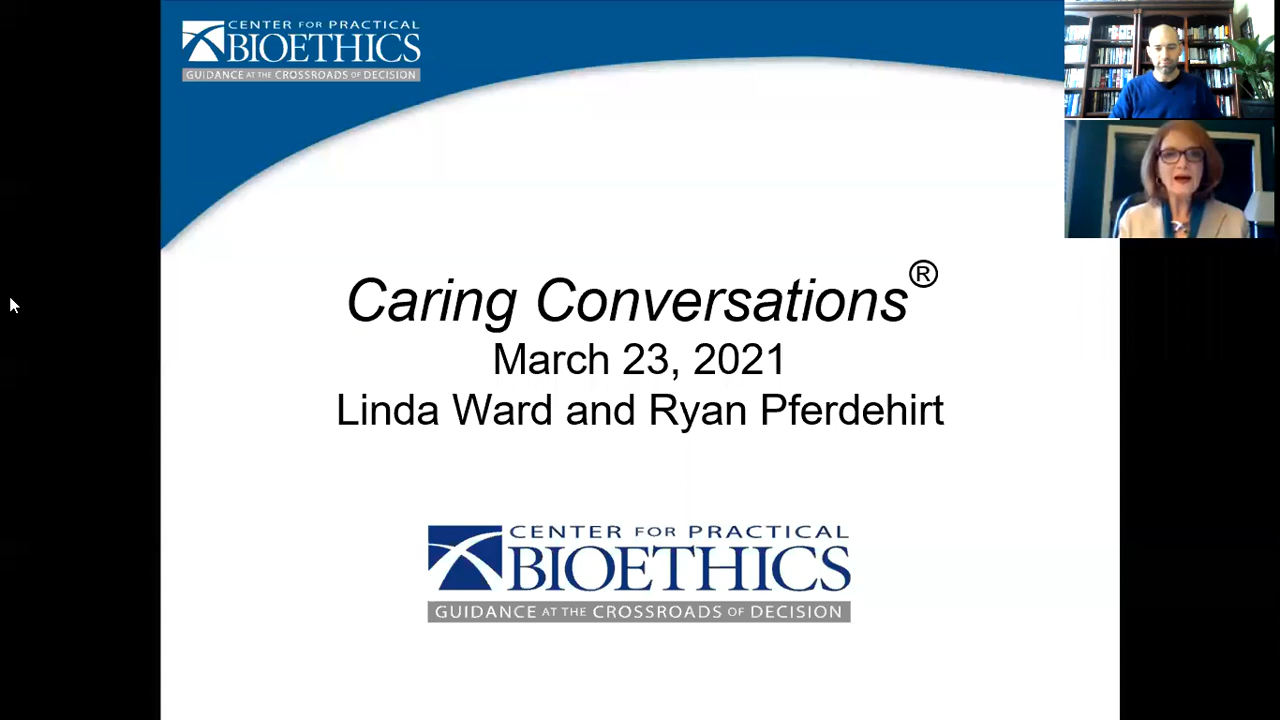 CENTER FOR PRACTICAL
BIOETHICS
GUIDANCE AT THE CROSSROADS OF DECISION
Caring Conversations®
March 23, 2021
Linda Ward and Ryan Pferdehirt
CENTER FOR PRACTICAL
BIOETHICS
GUIDANCE AT THE CROSSROADS OF DECISION